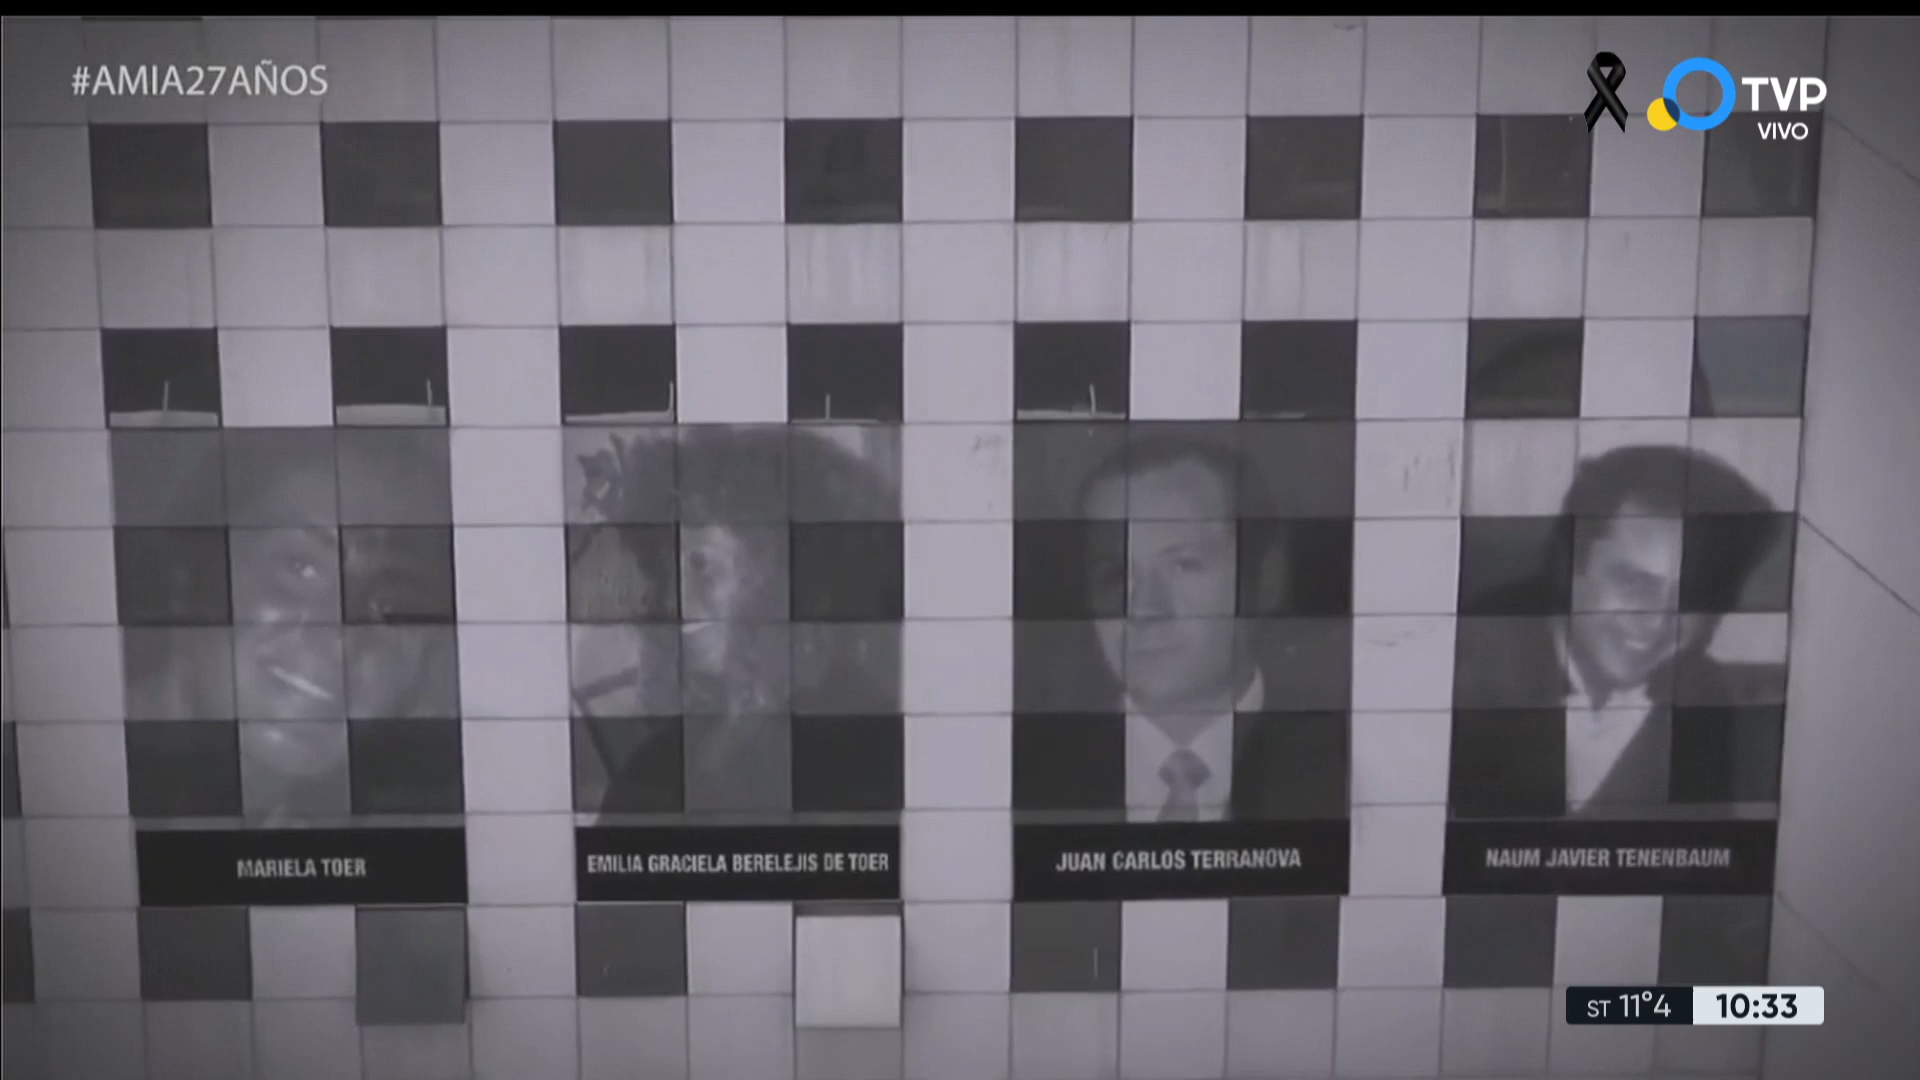 #AMIA27AÑOS
TVP
VIVO
MARIELA TOER
EMILIA GRACIELA BERELEJIS DE TOER
JUAN CARLOS TERRANOVA
NAUM JAVIER TENENBAUM
ST 11°4
10:33